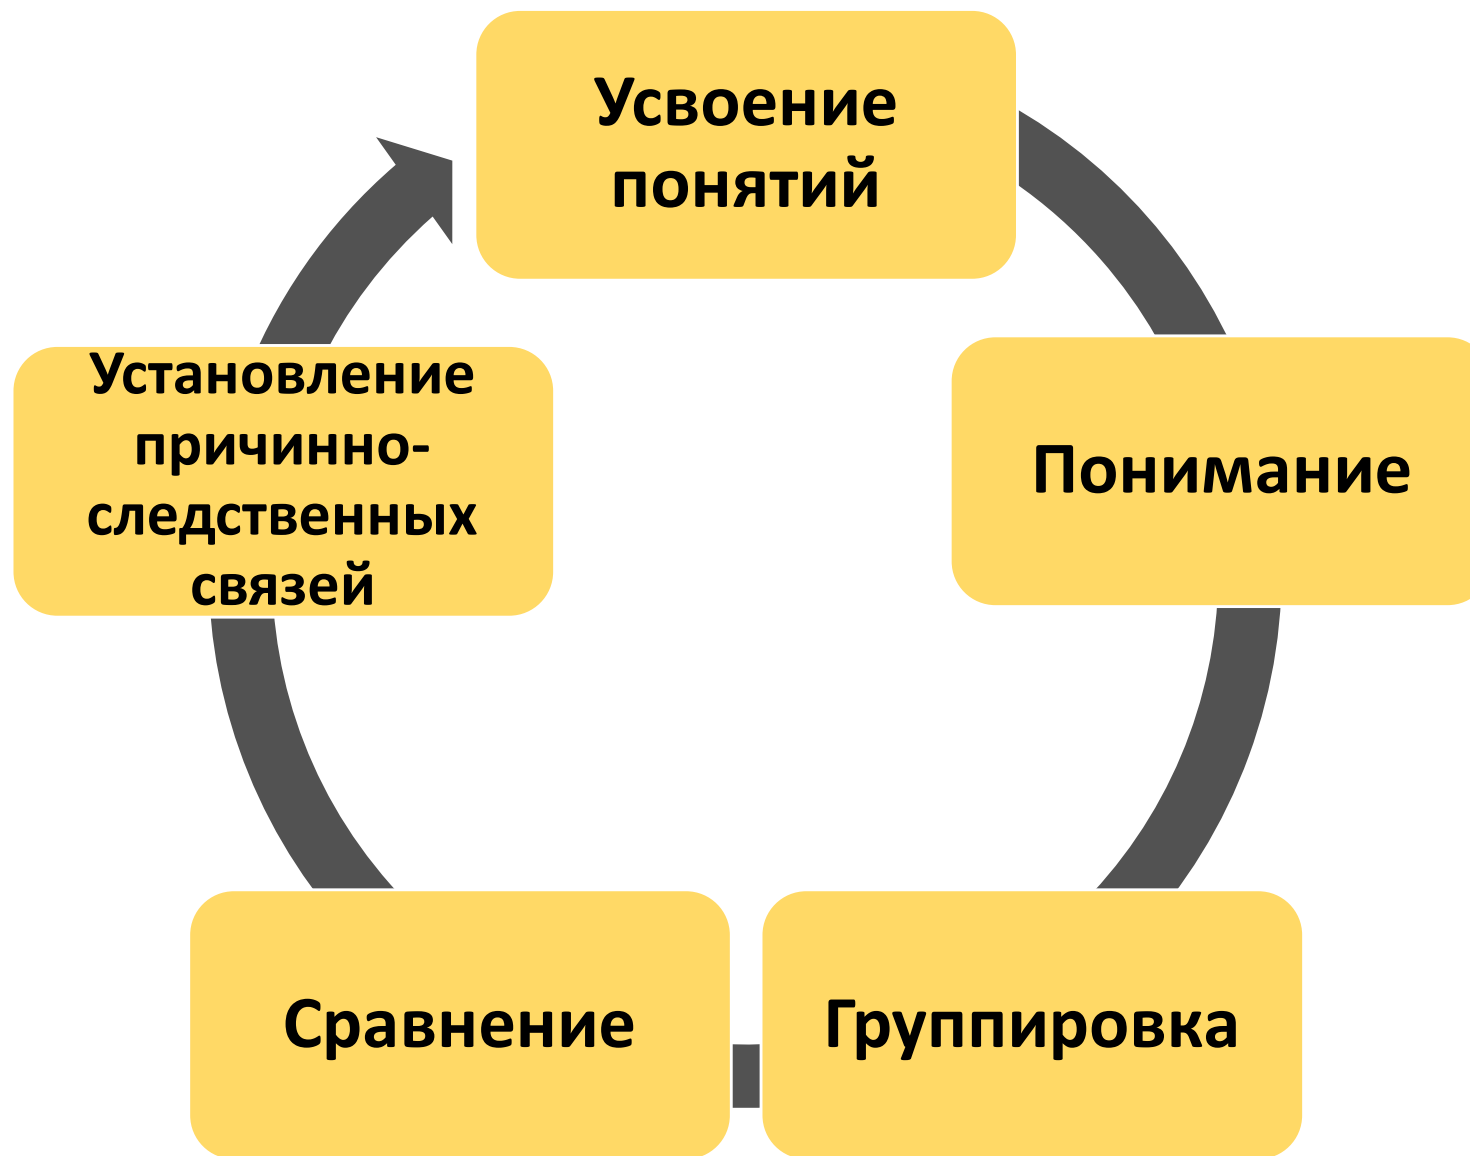 Усвоение
понятий
Понимание
Группировка
Сравнение
Установление
причинно-
следственных
связей